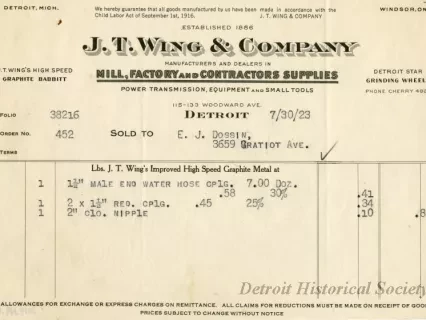 DETROIT, MICH.
We hereby guarantee that all goods manufactured by us have been made in accordance with the
WINDSOR, ON
Child Labor Act of September 1st, 1916. J. T. WING & COMPANY
ESTABLISHED 1886
J. T. WING & COMPANY
MANUFACTURERS AND DEALERS IN
J. T. WING'S HIGH SPEED
GRAPHITE BABBITT
MILL, FACTORY AND CONTRACTORS SUPPLIES
DETROIT STAR
GRINDING WHEEL
POWER TRANSMISSION, EQUIPMENT AND SMALL TOOLS
PHONE CHERRY 492
115-133 WOODWARD AVE.
FOLIO 38216
DETROIT 7/30/23
ORDER NO. 452
SOLD TO E. J. DOSSIN,
3659 GRATIOT AVE.
TERMS
Lbs. J. T. Wing's Improved High Speed Graphite Metal at
1 1½" MALE END WATER HOSE CPLG. 7.00 DOZ.
.58 30% .41
1 2 X 1½" RED. CPLG. .45 25% .34
1 2" CLO. NIPPLE .10 .8
Detroit Historical Society
ALLOWANCES FOR EXCHANGE OR EXPRESS CHARGES ON REMITTANCE. ALL CLAIMS FOR REDUCTIONS MUST BE MADE ON RECEIPT OF GOODS
PRICES SUBJECT TO CHANGE WITHOUT NOTICE